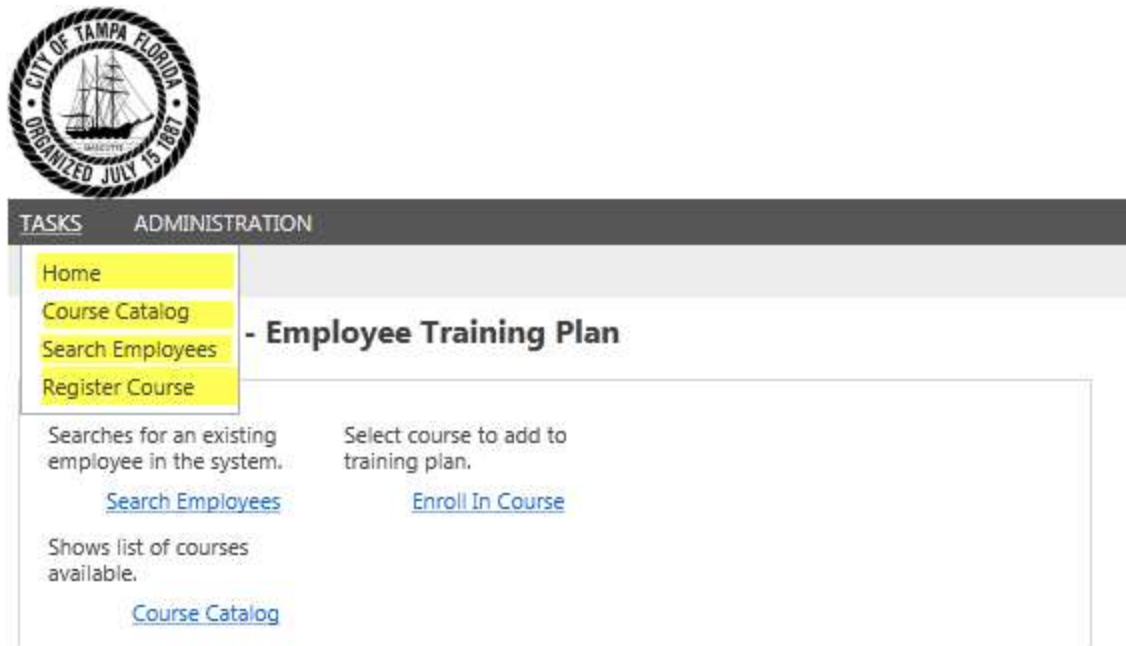 CITY OF TAMPA FLORIDA
ORGANIZED JULY 15 1887
MASCOTTE
TASKS ADMINISTRATION
Home
Course Catalog
Search Employees
Register Course
- Employee Training Plan
Searches for an existing
employee in the system.
Search Employees
Select course to add to
training plan.
Enroll In Course
Shows list of courses
available.
Course Catalog